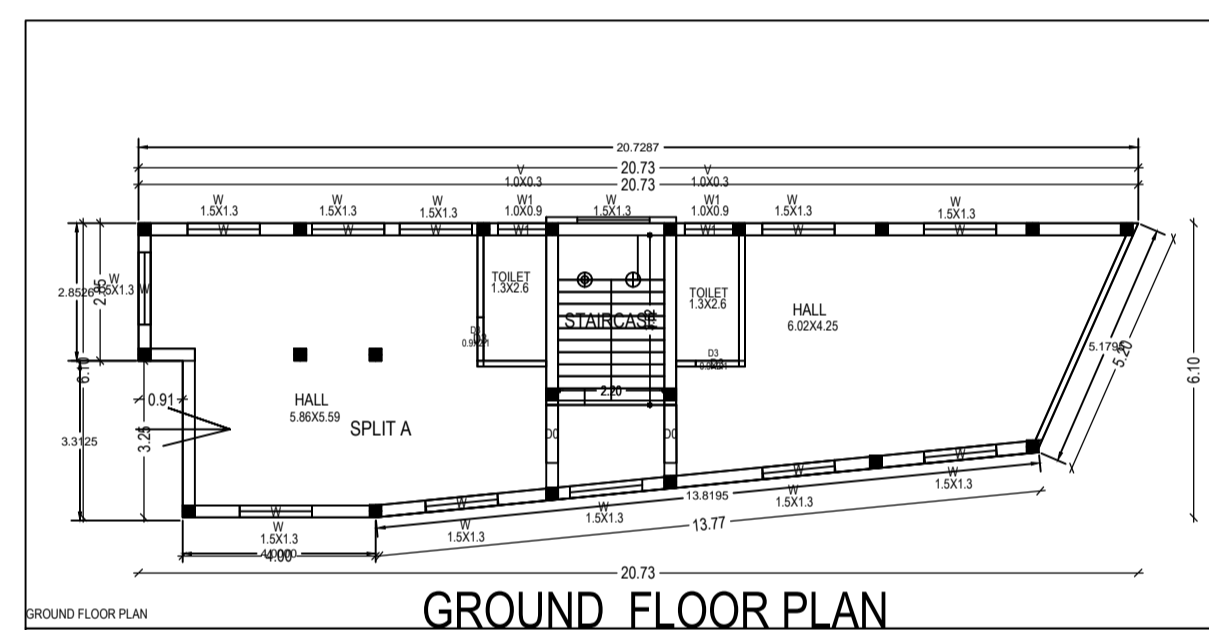 20.7287
20.73
V
1.0X0.3
V
1.0X0.3
20.73
W
1.5X1.3
W
1.5X1.3
W
1.5X1.3
W1
1.0X0.9
W
1.5X1.3
W1
1.0X0.9
W
1.5X1.3
W
1.5X1.3
W
W
W
W1
W1
W
W
W
W
1.5X1.3
2.8526
2.85
6.10
TOILET
1.3X2.6
STAIRCASE
TOILET
1.3X2.6
HALL
6.02X4.25
5.1795
5.20
6.10
D3
D3
2.20
0.91
HALL
5.86X5.59
SPLIT A
3.3125
3.25
D0
D0
W
W
W
W
W
13.8195
13.77
W
1.5X1.3
W
1.5X1.3
W
1.5X1.3
W
1.5X1.3
W
1.5X1.3
4.00
20.73
GROUND FLOOR PLAN
GROUND FLOOR PLAN